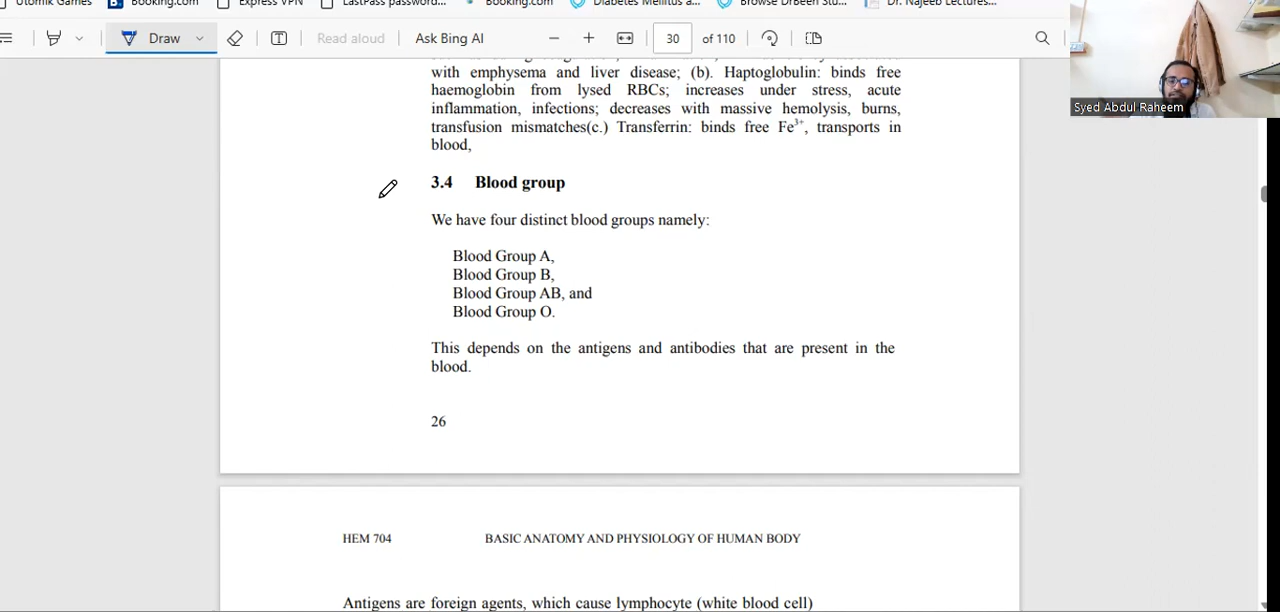 Booking.com
Express VPN
LastPass password...
Booking.com
Diabetes Mellitus a...
Browse DrBeen Stu...
Dr. Najeeb Lectures...
Draw
Read aloud
Ask Bing AI
30 of 110
Syed Abdul Raheem
with emphysema and liver disease; (b). Haptoglobulin: binds free
haemoglobin from lysed RBCs; increases under stress, acute
inflammation, infections; decreases with massive hemolysis, burns,
transfusion mismatches(c.) Transferrin: binds free Fe³⁺, transports in
blood,
3.4 Blood group
We have four distinct blood groups namely:
Blood Group A,
Blood Group B,
Blood Group AB, and
Blood Group O.
This depends on the antigens and antibodies that are present in the
blood.
26
HEM 704 BASIC ANATOMY AND PHYSIOLOGY OF HUMAN BODY
Antigens are foreign agents, which cause lymphocyte (white blood cell)